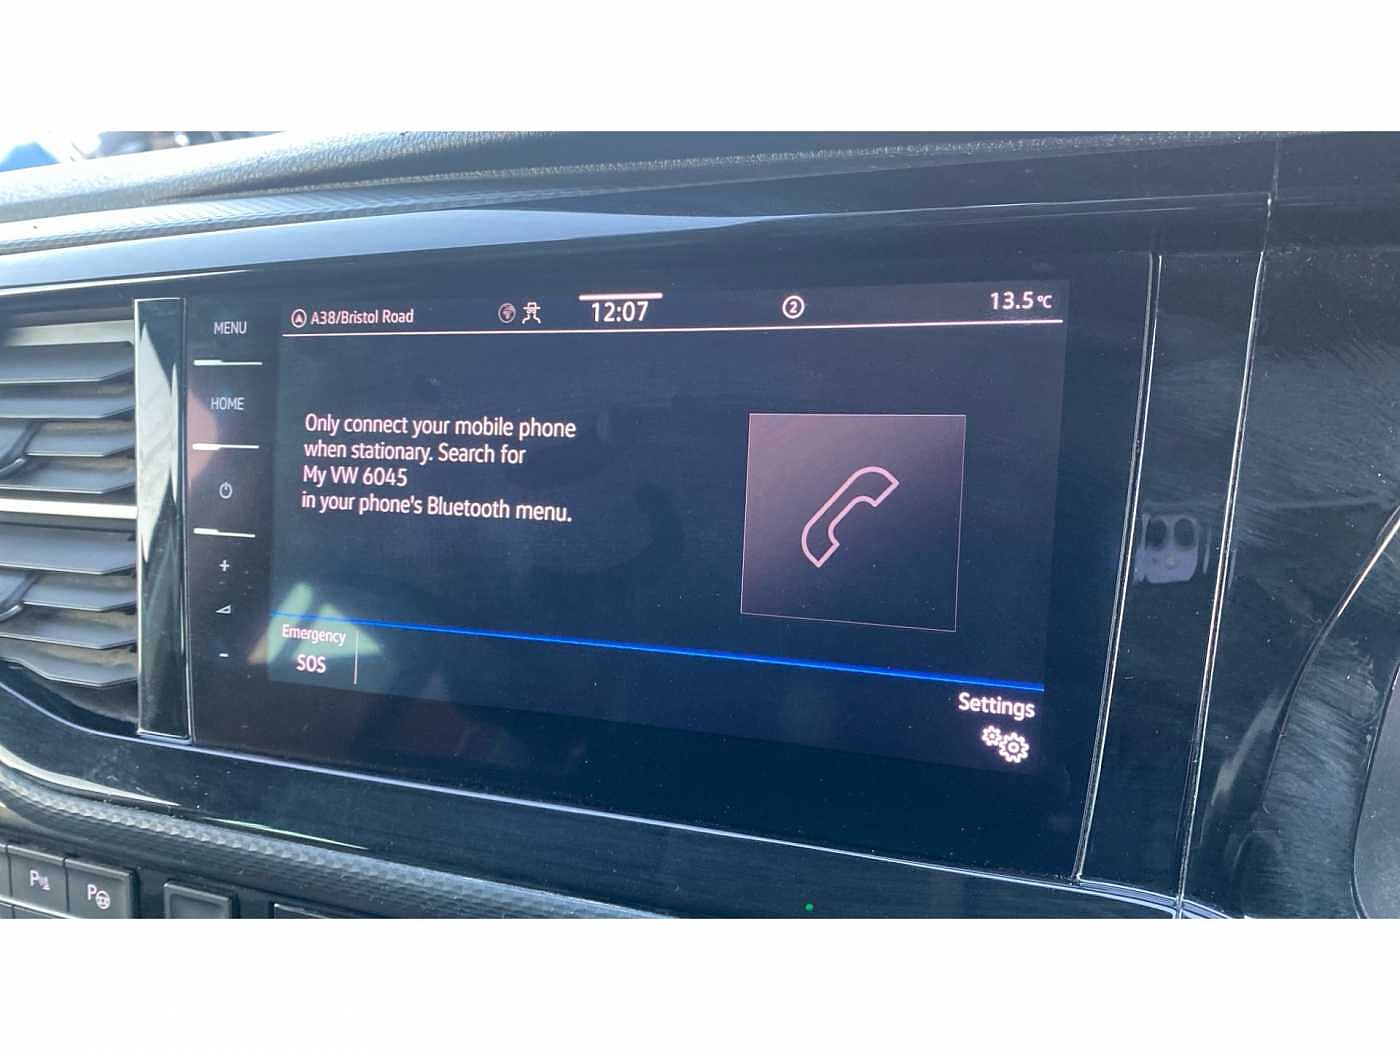 MENU
HOME
A38/Bristol Road
12:07
2
13.5°C
Only connect your mobile phone
when stationary. Search for
My VW 6045
in your phone's Bluetooth menu.
Emergency
SOS
Settings
P
P